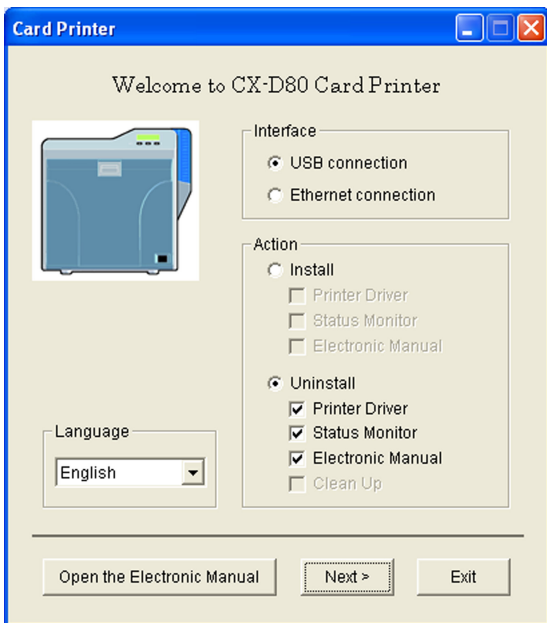 Card Printer
Welcome to CX-D80 Card Printer
Interface
USB connection
Ethernet connection
Action
Install
Printer Driver
Status Monitor
Electronic Manual
Uninstall
Printer Driver
Status Monitor
Electronic Manual
Clean Up
Language
English
Open the Electronic Manual
Next >
Exit